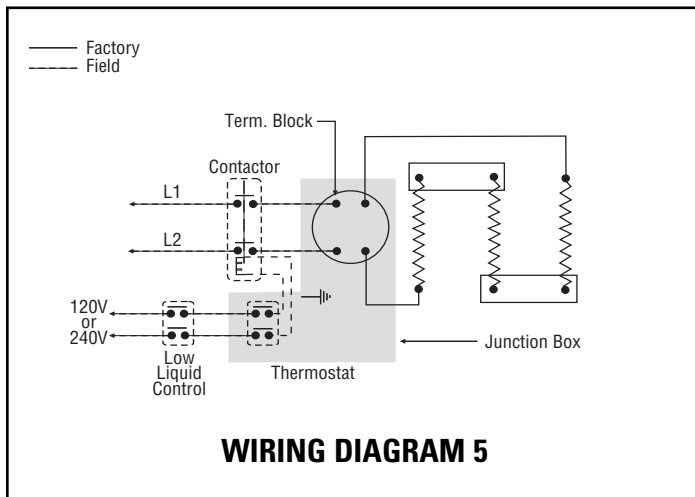 Factory
Field
Term. Block
Contactor
L1
L2
120V
or
240V
Low
Liquid
Control
Thermostat
Junction Box
WIRING DIAGRAM 5